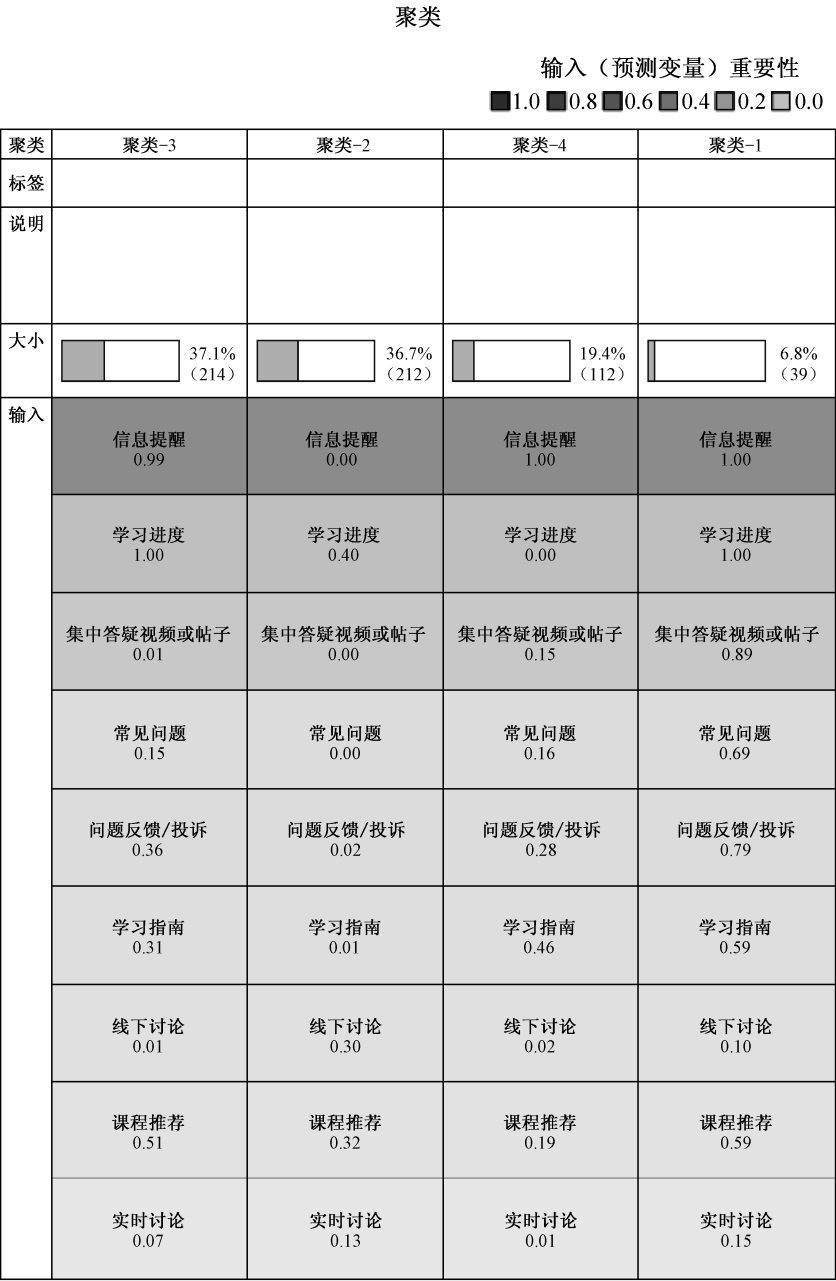 聚类
输入（预测变量）重要性
1.0 0.8 0.6 0.4 0.2 0.0
聚类 聚类-3 聚类-2 聚类-4 聚类-1
标签
说明
大小 37.1% 36.7% 19.4% 6.8%
（214） （212） （112） （39）
输入
信息提醒 信息提醒 信息提醒 信息提醒
0.99 0.00 1.00 1.00
学习进度 学习进度 学习进度 学习进度
1.00 0.40 0.00 1.00
集中答疑视频或帖子 集中答疑视频或帖子 集中答疑视频或帖子 集中答疑视频或帖子
0.01 0.00 0.15 0.89
常见问题 常见问题 常见问题 常见问题
0.15 0.00 0.16 0.69
问题反馈/投诉 问题反馈/投诉 问题反馈/投诉 问题反馈/投诉
0.36 0.02 0.28 0.79
学习指南 学习指南 学习指南 学习指南
0.31 0.01 0.46 0.59
线下讨论 线下讨论 线下讨论 线下讨论
0.01 0.30 0.02 0.10
课程推荐 课程推荐 课程推荐 课程推荐
0.51 0.32 0.19 0.59
实时讨论 实时讨论 实时讨论 实时讨论
0.07 0.13 0.01 0.15